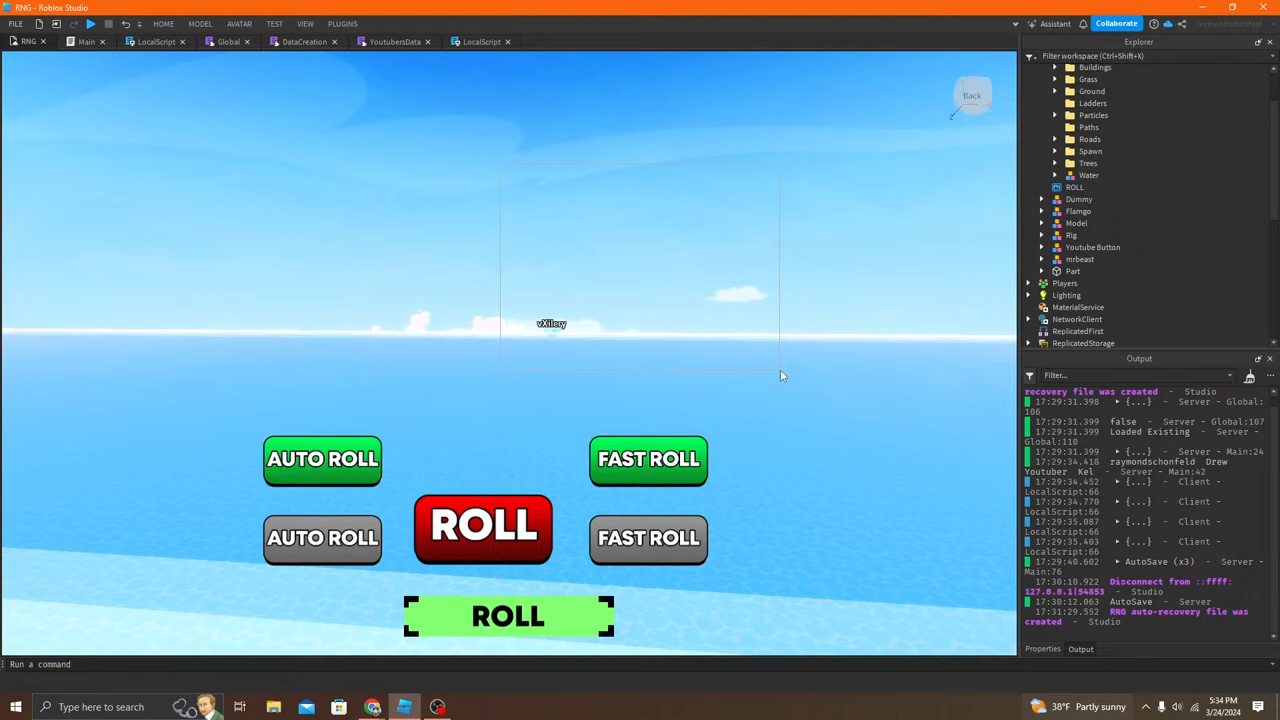 RNG - Roblox Studio
FILE HOME MODEL AVATAR TEST VIEW PLUGINS
Assistant Collaborate raymondschonfeld
RNG Main LocalScript Global DataCreation YoutubersData LocalScript
Back
vXilery
AUTO ROLL FAST ROLL
ROLL
AUTO ROLL FAST ROLL
ROLL
Explorer
Filter workspace (Ctrl+Shift+X)
Buildings
Grass
Ground
Ladders
Particles
Paths
Roads
Spawn
Trees
Water
ROLL
Dummy
Flamgo
Model
Rig
Youtube Button
mrbeast
Part
Players
Lighting
MaterialService
NetworkClient
ReplicatedFirst
ReplicatedStorage
Output
Filter...
recovery file was created - Studio
17:29:31.398 {...} - Server - Global:
106
17:29:31.399 false - Server - Global:107
17:29:31.399 Loaded Existing - Server -
Global:110
17:29:31.399 {...} - Server - Main:24
17:29:34.418 raymondschonfeld Drew
Youtuber Kel - Server - Main:42
17:29:34.452 {...} - Client -
LocalScript:66
17:29:34.770 {...} - Client -
LocalScript:66
17:29:35.087 {...} - Client -
LocalScript:66
17:29:35.403 {...} - Client -
LocalScript:66
17:29:40.602 AutoSave (x3) - Server -
Main:76
17:30:10.922 Disconnect from ::ffff:
127.0.0.1|54853 - Studio
17:30:12.063 AutoSave - Server
17:31:29.552 RNG auto-recovery file was
created - Studio
Properties Output
Run a command
Type here to search
38°F Partly sunny
5:34 PM
3/24/2024